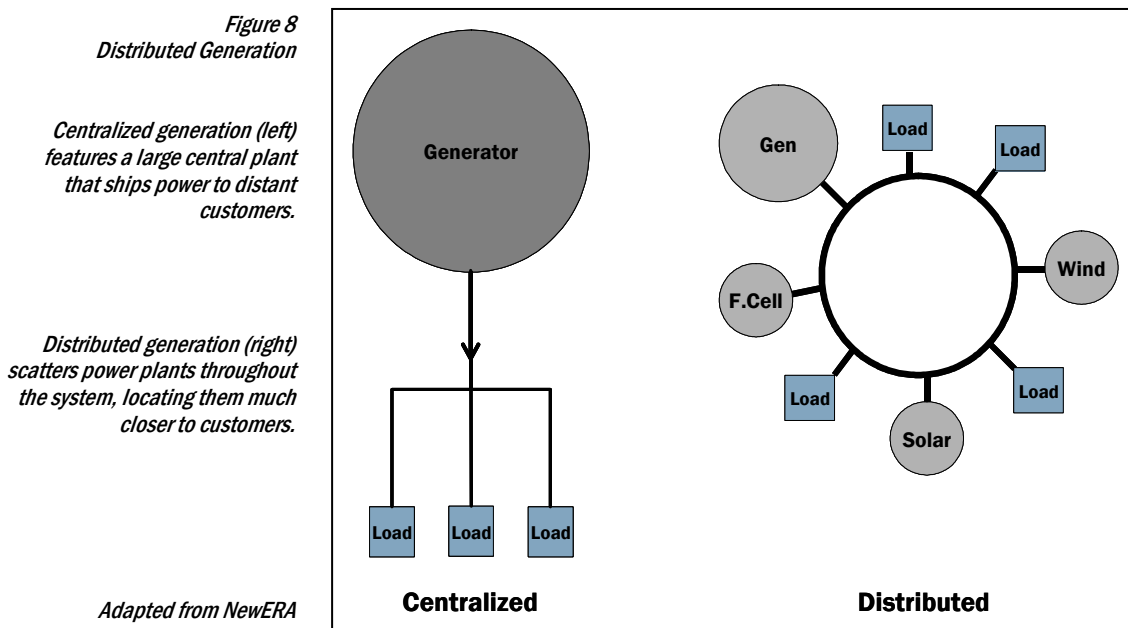 Figure 8
Distributed Generation
Centralized generation (left)
features a large central plant
that ships power to distant
customers.
Distributed generation (right)
scatters power plants throughout
the system, locating them much
closer to customers.
Adapted from NewERA
Generator
Load
Load
Load
Centralized
Gen
Load
Load
F.Cell
Wind
Load
Load
Solar
Distributed